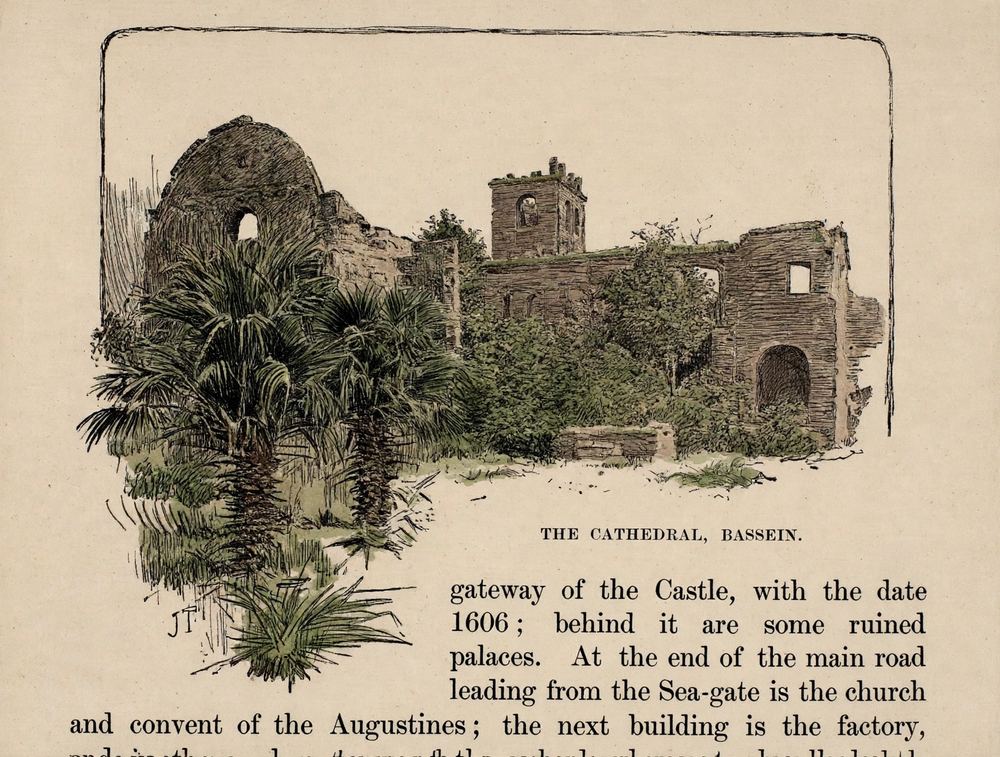 THE CATHEDRAL, BASSEIN.
JT
gateway of the Castle, with the date
1606 ; behind it are some ruined
palaces. At the end of the main road
leading from the Sea-gate is the church
and convent of the Augustines ; the next building is the factory,